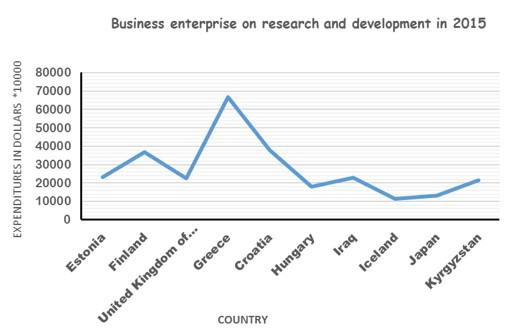 Business enterprise on research and development in 2015
EXPENDITURES IN DOLLARS *10000
80000
70000
60000
50000
40000
30000
20000
10000
0
Estonia
Finland
United Kingdom of...
Greece
Croatia
Hungary
Iraq
Iceland
Japan
Kyrgyzstan
COUNTRY